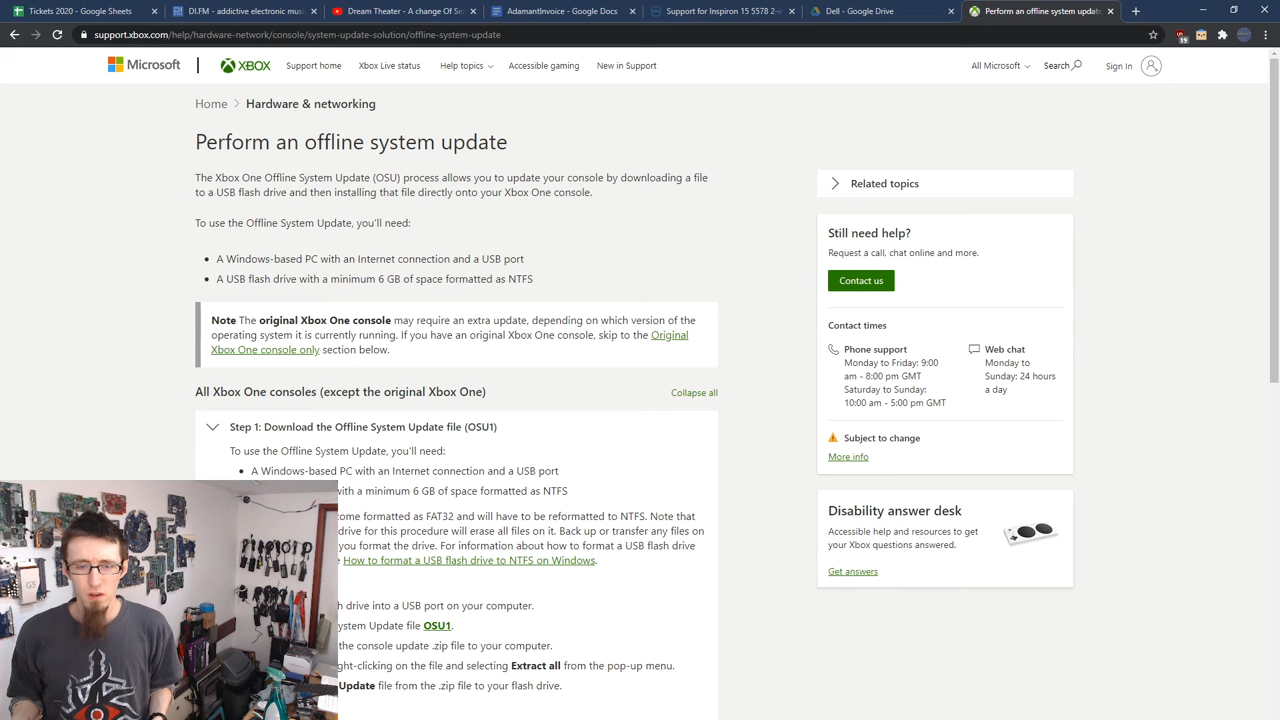 Tickets 2020 - Google Sheets
DI.FM - addictive electronic mus
Dream Theater - A change Of Se
AdamantInvoice - Google Docs
Support for Inspiron 15 5578 2-
Dell - Google Drive
Perform an offline system update
support.xbox.com/help/hardware-network/console/system-update-solution/offline-system-update
Microsoft
XBOX
Support home
Xbox Live status
Help topics
Accessible gaming
New in Support
All Microsoft
Search
Sign In
Home > Hardware & networking
Perform an offline system update
The Xbox One Offline System Update (OSU) process allows you to update your console by downloading a file
to a USB flash drive and then installing that file directly onto your Xbox One console.
To use the Offline System Update, you'll need:
• A Windows-based PC with an Internet connection and a USB port
• A USB flash drive with a minimum 6 GB of space formatted as NTFS
Note The original Xbox One console may require an extra update, depending on which version of the
operating system it is currently running. If you have an original Xbox One console, skip to the Original
Xbox One console only section below.
All Xbox One consoles (except the original Xbox One)
Collapse all
Step 1: Download the Offline System Update file (OSU1)
To use the Offline System Update, you'll need:
• A Windows-based PC with an Internet connection and a USB port
with a minimum 6 GB of space formatted as NTFS
ome formatted as FAT32 and will have to be reformatted to NTFS. Note that
drive for this procedure will erase all files on it. Back up or transfer any files on
you format the drive. For information about how to format a USB flash drive
e How to format a USB flash drive to NTFS on Windows.
h drive into a USB port on your computer.
ystem Update file OSU1.
the console update .zip file to your computer.
ght-clicking on the file and selecting Extract all from the pop-up menu.
Update file from the .zip file to your flash drive.
Related topics
Still need help?
Request a call, chat online and more.
Contact us
Contact times
Phone support
Monday to Friday: 9:00
am - 8:00 pm GMT
Saturday to Sunday:
10:00 am - 5:00 pm GMT
Web chat
Monday to
Sunday: 24 hours
a day
Subject to change
More info
Disability answer desk
Accessible help and resources to get
your Xbox questions answered.
Get answers